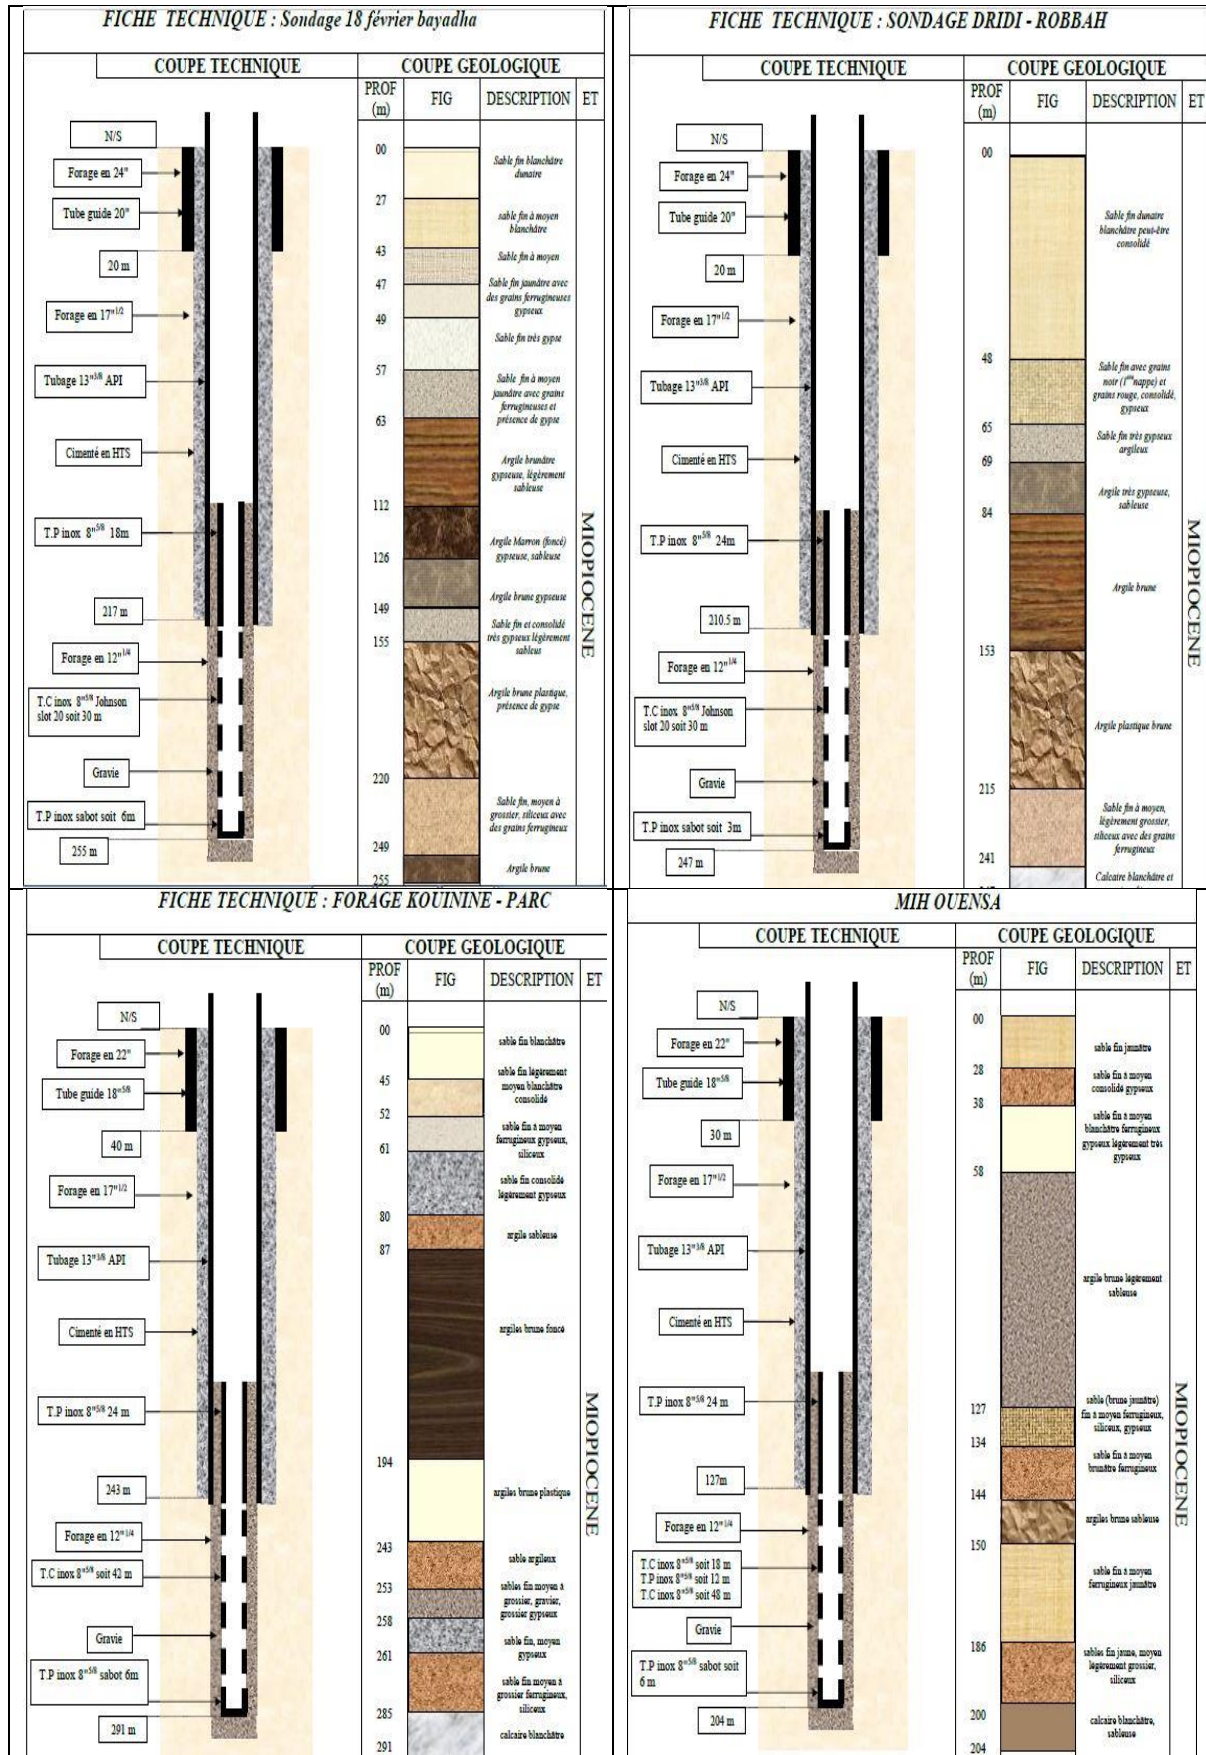 FICHE TECHNIQUE : Sondage 18 février bayadha
COUPE TECHNIQUE
COUPE GEOLOGIQUE
PROF
(m)
FIG
DESCRIPTION
ET
N/S
Forage en 24"
Tube guide 20"
20 m
Forage en 17"1/2
Tubage 13"3/8 API
Cimenté en HTS
T.P inox 8"5/8 18m
217 m
Forage en 12"1/4
T.C inox 8"5/8 Johnson
slot 20 soit 30 m
Gravie
T.P inox sabot soit 6m
255 m
00
27
43
47
49
57
63
112
126
149
155
220
249
255
Sable fin blanchâtre
dunaire
sable fin à moyen
blanchâtre
Sable fin à moyen
Sable fin jaunâtre avec
des grains ferrugineuses
gypseux
Sable fin très gypse
Sable fin à moyen
jaunâtre avec grains
ferrugineuses et
présence de gypse
Argile brunâtre
gypseuse, légèrement
sableuse
Argile Marron (foncé)
gypseuse, sableuse
Argile brune gypseuse
Sable fin et consolidé
très gypseux légèrement
sableus
Argile brune plastique,
présence de gypse
Sable fin, moyen à
grossier, siliceux avec
des grains ferrugineux
Argile brune
MIOPIOCENE
FICHE TECHNIQUE : SONDAGE DRIDI - ROBBAH
COUPE TECHNIQUE
COUPE GEOLOGIQUE
PROF
(m)
FIG
DESCRIPTION
ET
N/S
Forage en 24"
Tube guide 20"
20 m
Forage en 17"1/2
Tubage 13"3/8 API
Cimenté en HTS
T.P inox 8"5/8 24m
210.5 m
Forage en 12"1/4
T.C inox 8"5/8 Johnson
slot 20 soit 30 m
Gravie
T.P inox sabot soit 3m
247 m
00
48
65
69
84
153
215
241
Sable fin dunaire
blanchâtre peut-être
consolidé
Sable fin avec grains
noir (1ère nappe) et
grains rouge, consolidé,
gypseux
Sable fin très gypseux
argileux
Argile très gypseuse,
sableuse
Argile brune
Argile plastique brune
Sable fin à moyen,
légèrement grossier,
siliceux avec des grains
ferrugineux
Calcaire blanchâtre et
MIOPIOCENE
FICHE TECHNIQUE : FORAGE KOUININE - PARC
COUPE TECHNIQUE
COUPE GEOLOGIQUE
PROF
(m)
FIG
DESCRIPTION
ET
N/S
Forage en 22"
Tube guide 18"5/8
40 m
Forage en 17"1/2
Tubage 13"3/8 API
Cimenté en HTS
T.P inox 8"5/8 24 m
243 m
Forage en 12"1/4
T.C inox 8"5/8 soit 42 m
Gravie
T.P inox 8"5/8 sabot 6m
291 m
00
45
52
61
80
87
194
243
253
258
261
285
291
sable fin blanchâtre
sable fin légèrement
moyen blanchâtre
consolidé
sable fin à moyen
ferrugineux gypseux,
siliceux
sable fin consolidé
légèrement gypseux
argile sableuse
argiles brune foncé
argiles brune plastique
sable argileux
sables fin moyen à
grossier, gravier,
grossier gypseux
sable fin, moyen
gypseux
sable fin moyen à
grossier ferrugineux,
siliceux
calcaire blanchâtre
MIOPIOCENE
MIH OUENSA
COUPE TECHNIQUE
COUPE GEOLOGIQUE
PROF
(m)
FIG
DESCRIPTION
ET
N/S
Forage en 22"
Tube guide 18"5/8
30 m
Forage en 17"1/2
Tubage 13"3/8 API
Cimenté en HTS
T.P inox 8"5/8 24 m
127m
Forage en 12"1/4
T.C inox 8"5/8 soit 18 m
T.P inox 8"5/8 soit 12 m
T.C inox 8"5/8 soit 48 m
Gravie
T.P inox 8"5/8 sabot soit
6 m
204 m
00
28
38
58
127
134
144
150
186
200
204
sable fin jaunâtre
sable fin à moyen
consolidé gypseux
sable fin à moyen
blanchâtre ferrugineux
gypseux légèrement très
gypseux
argile brune légèrement
sableuse
sable (brune jaunâtre)
fin à moyen ferrugineux,
siliceux, gypseux
sable fin à moyen
brunâtre ferrugineux
argiles brune sableuse
sable fin à moyen
ferrugineux jaunâtre
sables fin jaune, moyen
légèrement grossier,
siliceux
calcaire blanchâtre,
sableuse
MIOPIOCENE